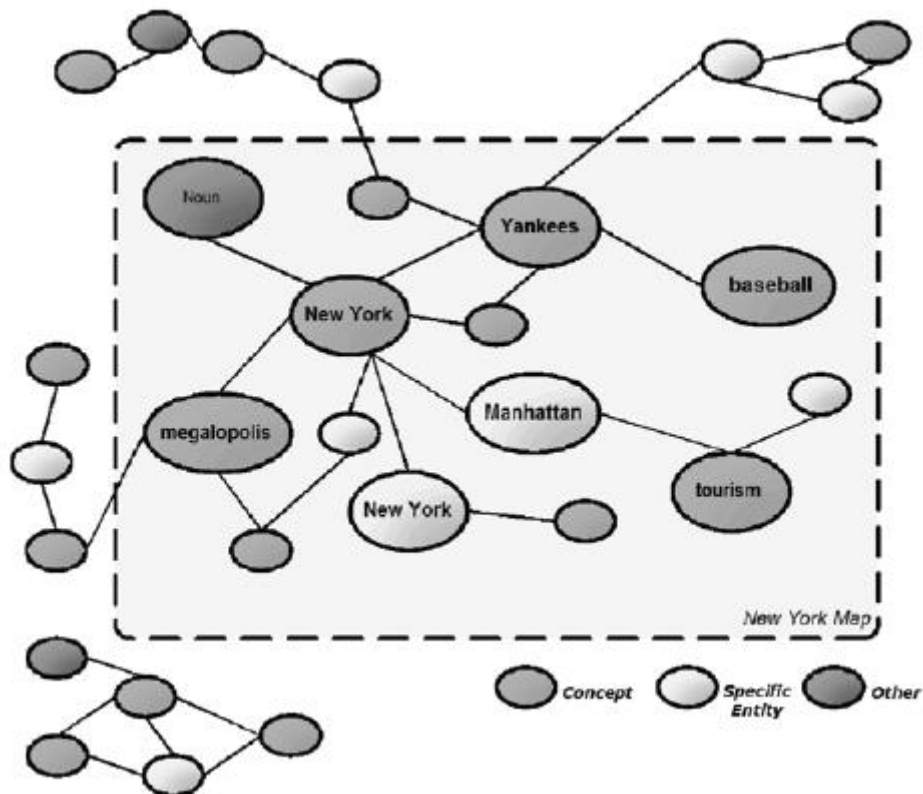 Noun
Yankees
baseball
New York
Manhattan
megalopolis
tourism
New York
New York Map
Concept
Specific
Entity
Other